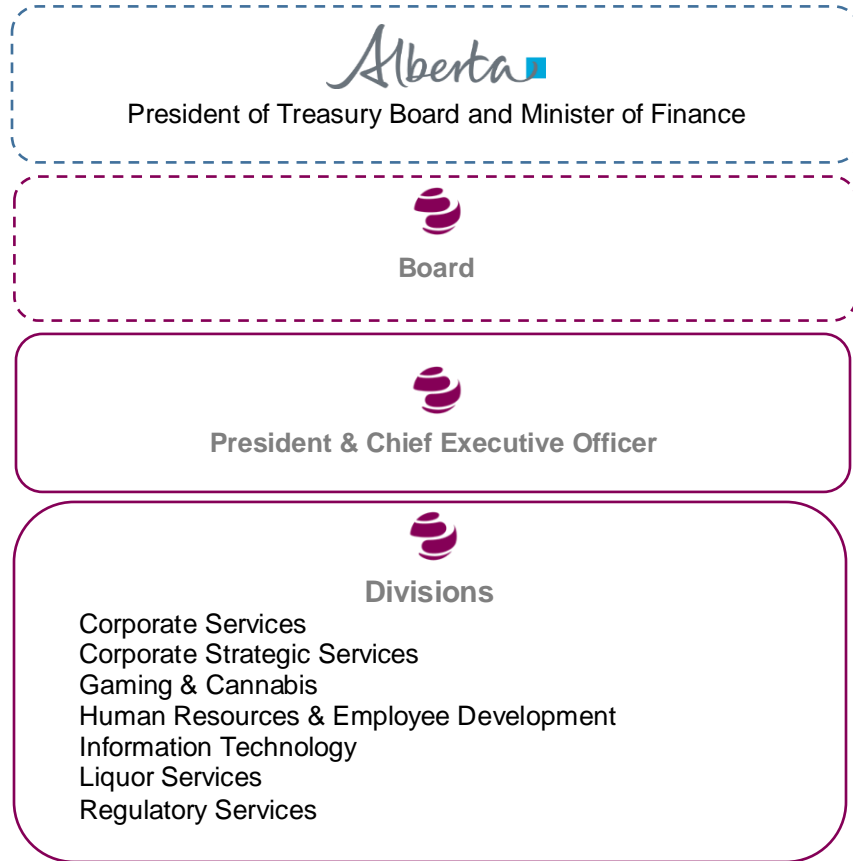 Alberta
President of Treasury Board and Minister of Finance
Board
President & Chief Executive Officer
Divisions
Corporate Services
Corporate Strategic Services
Gaming & Cannabis
Human Resources & Employee Development
Information Technology
Liquor Services
Regulatory Services